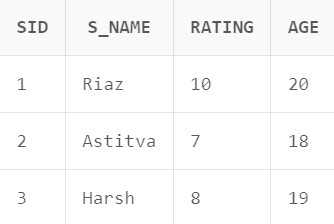 SID S_NAME RATING AGE
1 Riaz 10 20
2 Astitva 7 18
3 Harsh 8 19